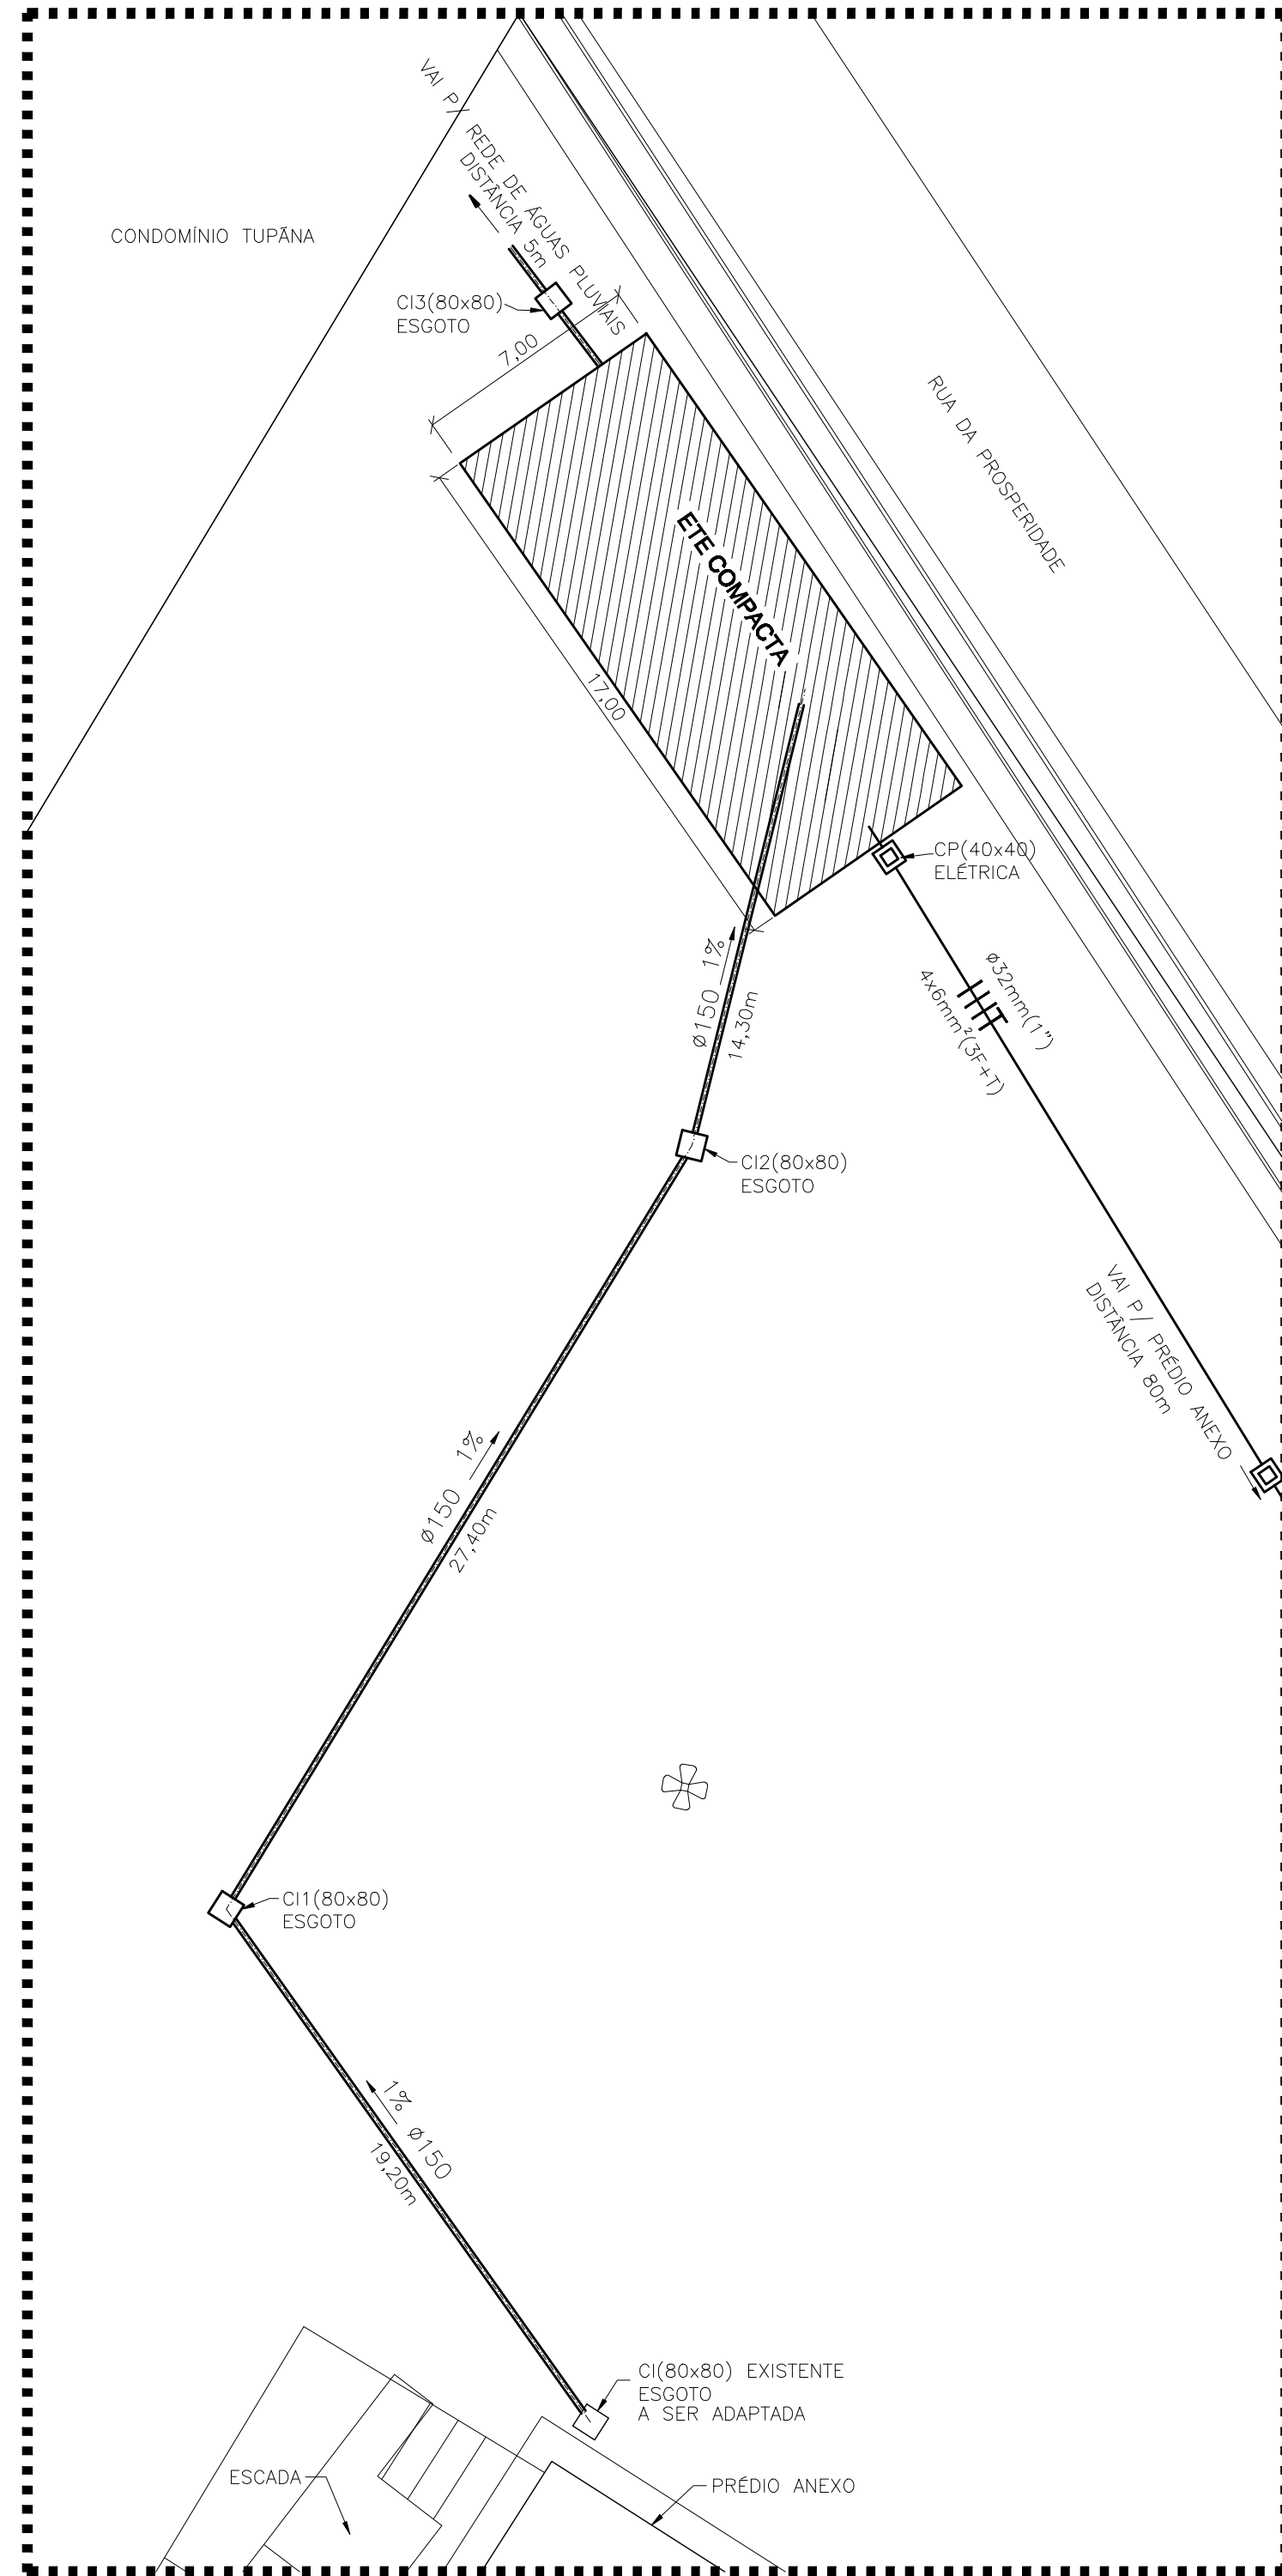 VAI P/ REDE DE ÁGUAS PLUVIAIS
DISTÂNCIA 5m
CONDOMÍNIO TUPÃNA
CI3(80x80)
ESGOTO
7,00
RUA DA PROSPERIDADE
ETE COMPACTA
17,00
CP(40x40)
ELÉTRICA
ø150 1%
14,30m
ø32mm(1")
4x6mm²(3F+T)
CI2(80x80)
ESGOTO
VAI P/ PRÉDIO ANEXO
DISTÂNCIA 80m
ø150 1%
27,40m
CI1(80x80)
ESGOTO
1% ø150
19,20m
CI(80x80) EXISTENTE
ESGOTO
A SER ADAPTADA
ESCADA
PRÉDIO ANEXO